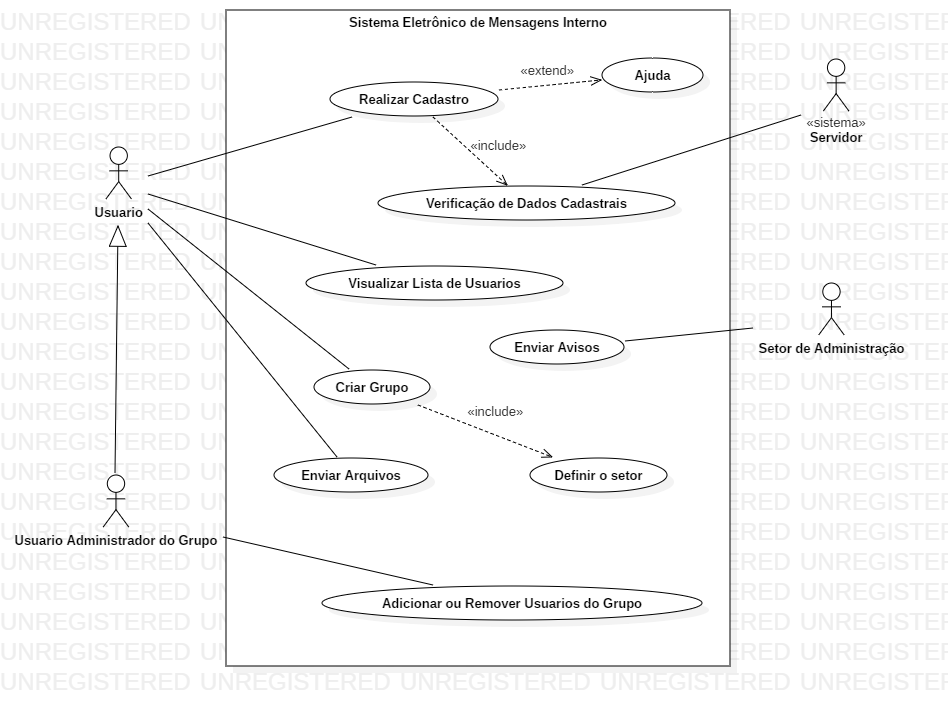 Sistema Eletrônico de Mensagens Interno
«extend»
Ajuda
Realizar Cadastro
«sistema»
Servidor
«include»
Verificação de Dados Cadastrais
Usuario
Visualizar Lista de Usuarios
Enviar Avisos
Setor de Administração
Criar Grupo
«include»
Enviar Arquivos
Definir o setor
Usuario Administrador do Grupo
Adicionar ou Remover Usuarios do Grupo
UNREGISTERED UNREGISTERED UNREGISTERED UNREGISTERED UNREGISTERED